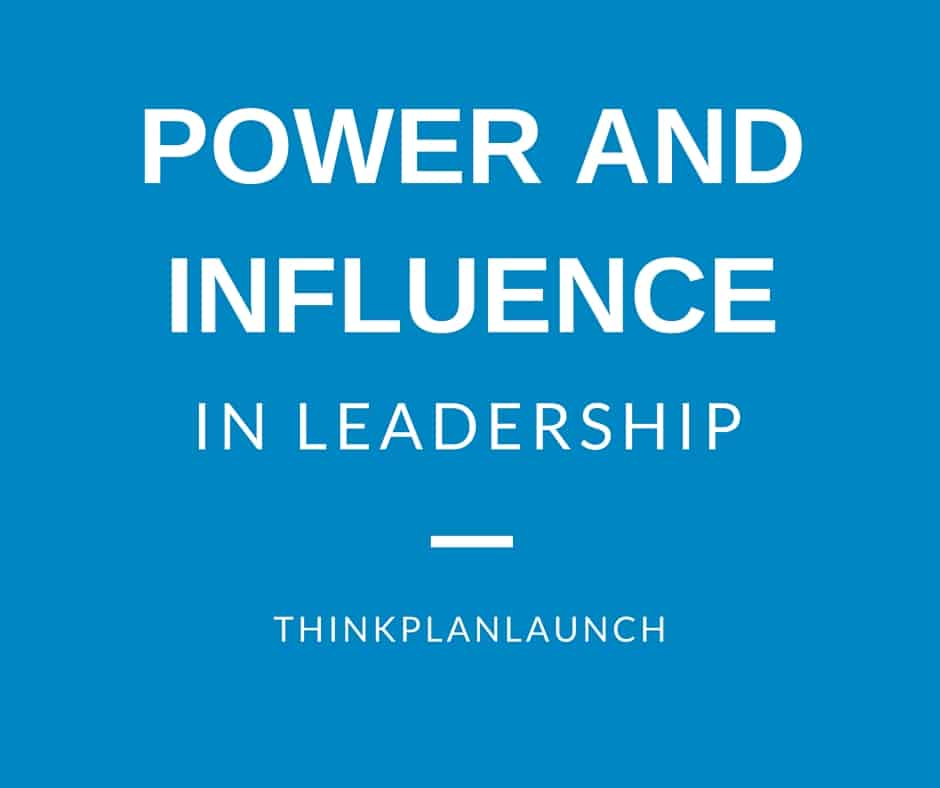 POWER AND
INFLUENCE
IN LEADERSHIP
THINKPLANLAUNCH